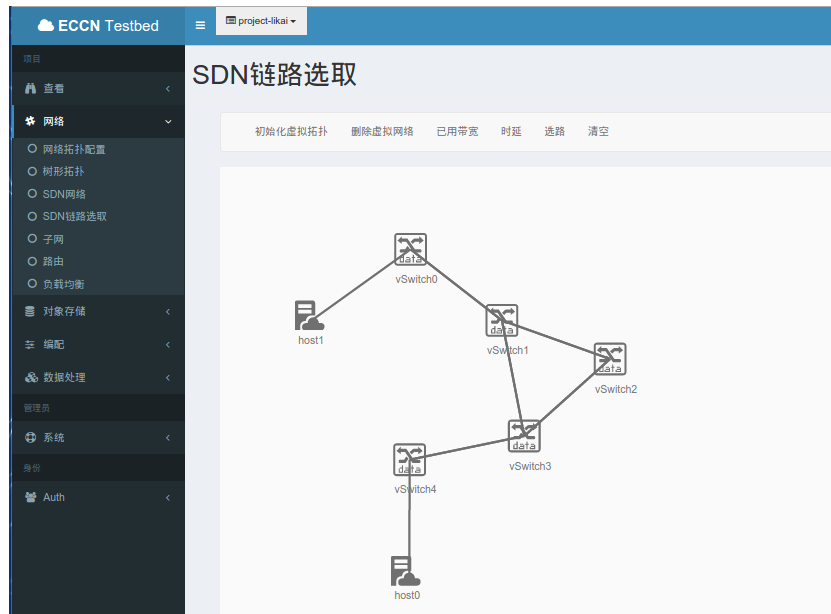 ECCN Testbed
project-likai
项目
查看
网络
网络拓扑配置
树形拓扑
SDN网络
SDN链路选取
子网
路由
负载均衡
对象存储
编配
数据处理
管理员
系统
身份
Auth
SDN链路选取
初始化虚拟拓扑 删除虚拟网络 已用带宽 时延 选路 清空
data
vSwitch0
host1
data
vSwitch1
data
vSwitch2
data
vSwitch3
data
vSwitch4
host0